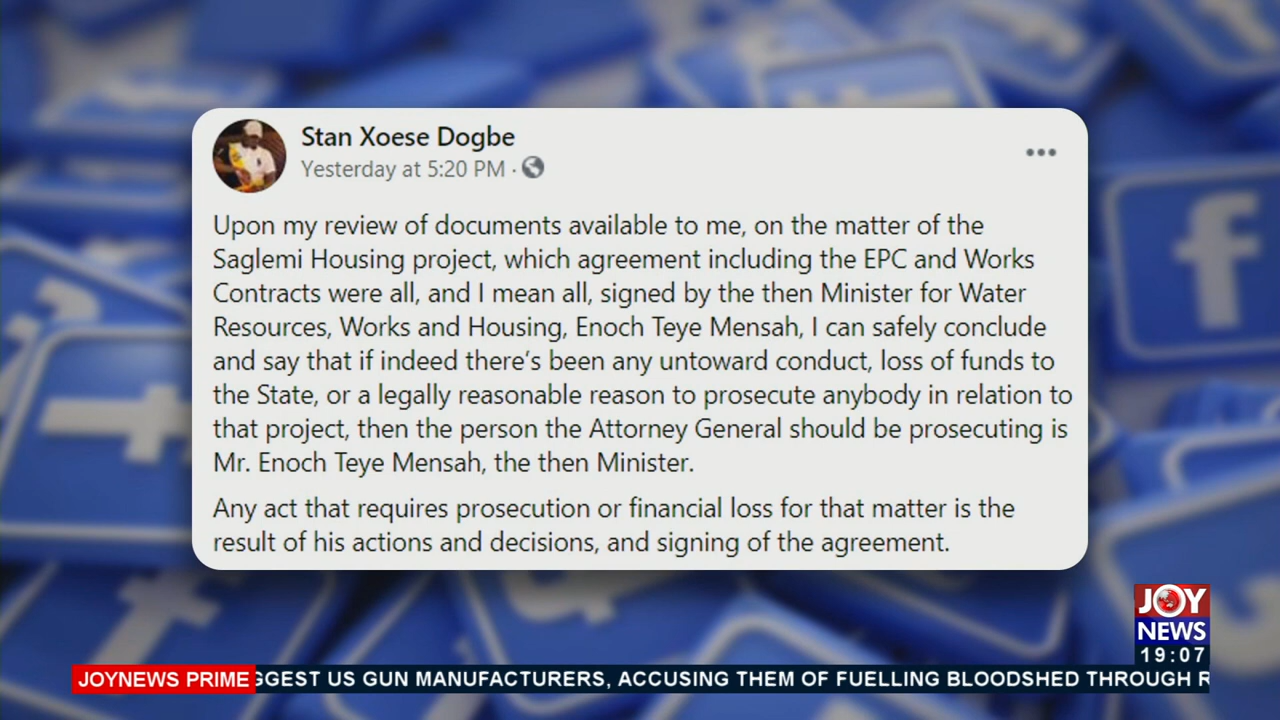 Stan Xoese Dogbe
Yesterday at 5:20 PM ·
Upon my review of documents available to me, on the matter of the
Saglemi Housing project, which agreement including the EPC and Works
Contracts were all, and I mean all, signed by the then Minister for Water
Resources, Works and Housing, Enoch Teye Mensah, I can safely conclude
and say that if indeed there's been any untoward conduct, loss of funds to
the State, or a legally reasonable reason to prosecute anybody in relation to
that project, then the person the Attorney General should be prosecuting is
Mr. Enoch Teye Mensah, the then Minister.
Any act that requires prosecution or financial loss for that matter is the
result of his actions and decisions, and signing of the agreement.
JOY
NEWS
19:07
JOYNEWS PRIME GGEST US GUN MANUFACTURERS, ACCUSING THEM OF FUELLING BLOODSHED THROUGH R